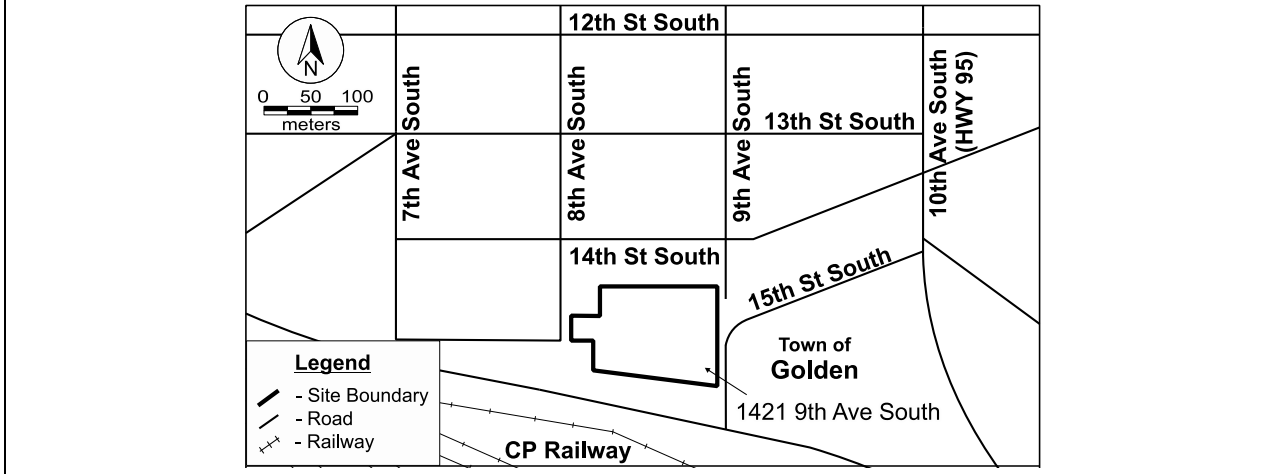 12th St South
N
0 50 100
meters
7th Ave South
8th Ave South
9th Ave South
10th Ave South
(HWY 95)
13th St South
14th St South
15th St South
Town of
Golden
1421 9th Ave South
Legend
- Site Boundary
- Road
- Railway
CP Railway